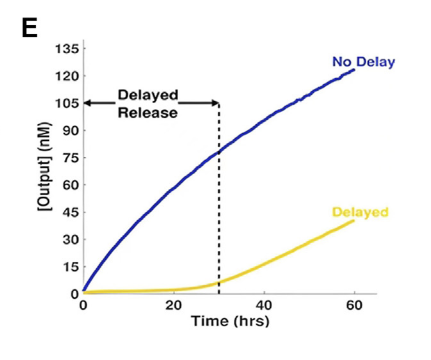 E
135
120
105
90
75
60
45
30
15
0
[Output] (nM)
No Delay
Delayed
Release
Delayed
0 20 40 60
Time (hrs)